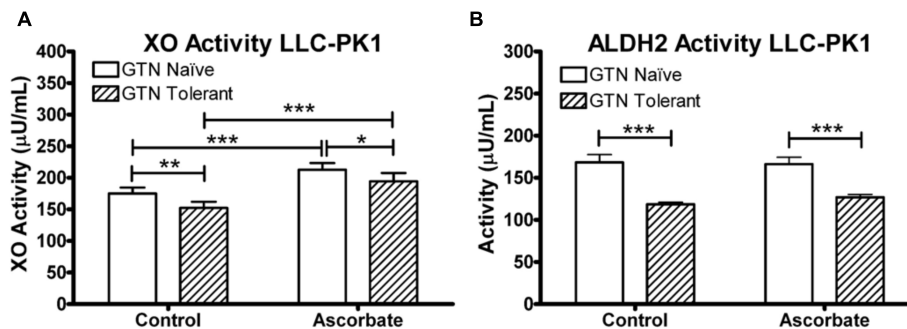 A
XO Activity LLC-PK1
400
350
300
250
200
150
100
50
0
XO Activity (μU/mL)
GTN Naïve
GTN Tolerant
***
***
*
**
Control
Ascorbate
B
ALDH2 Activity LLC-PK1
300
250
200
150
100
50
0
Activity (μU/mL)
GTN Naïve
GTN Tolerant
***
***
Control
Ascorbate